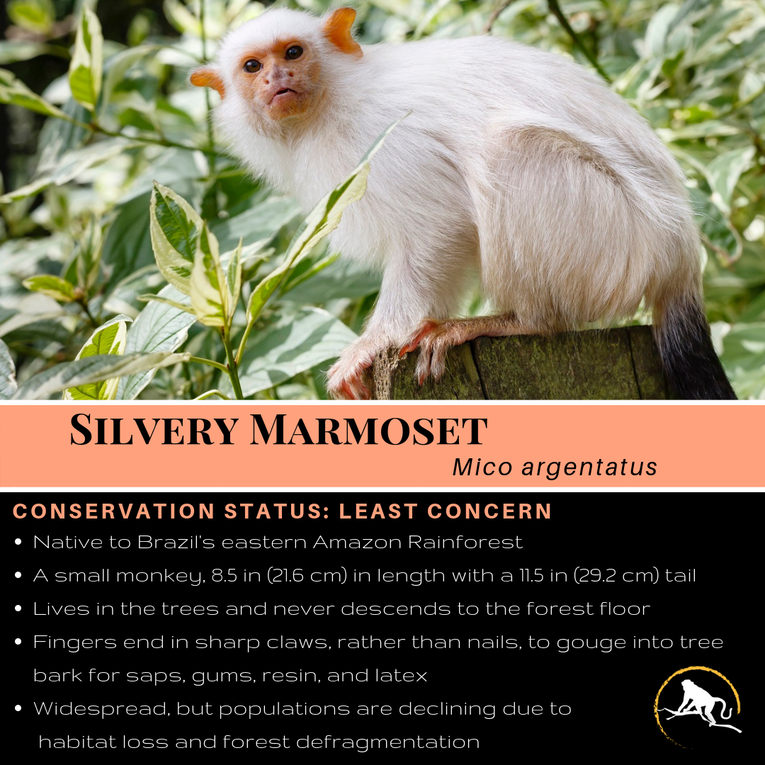 Silvery Marmoset
Mico argentatus
CONSERVATION STATUS: LEAST CONCERN
• Native to Brazil's eastern Amazon Rainforest
• A small monkey, 8.5 in (21.6 cm) in length with a 11.5 in (29.2 cm) tail
• Lives in the trees and never descends to the forest floor
• Fingers end in sharp claws, rather than nails, to gouge into tree
bark for saps, gums, resin, and latex
• Widespread, but populations are declining due to
habitat loss and forest defragmentation